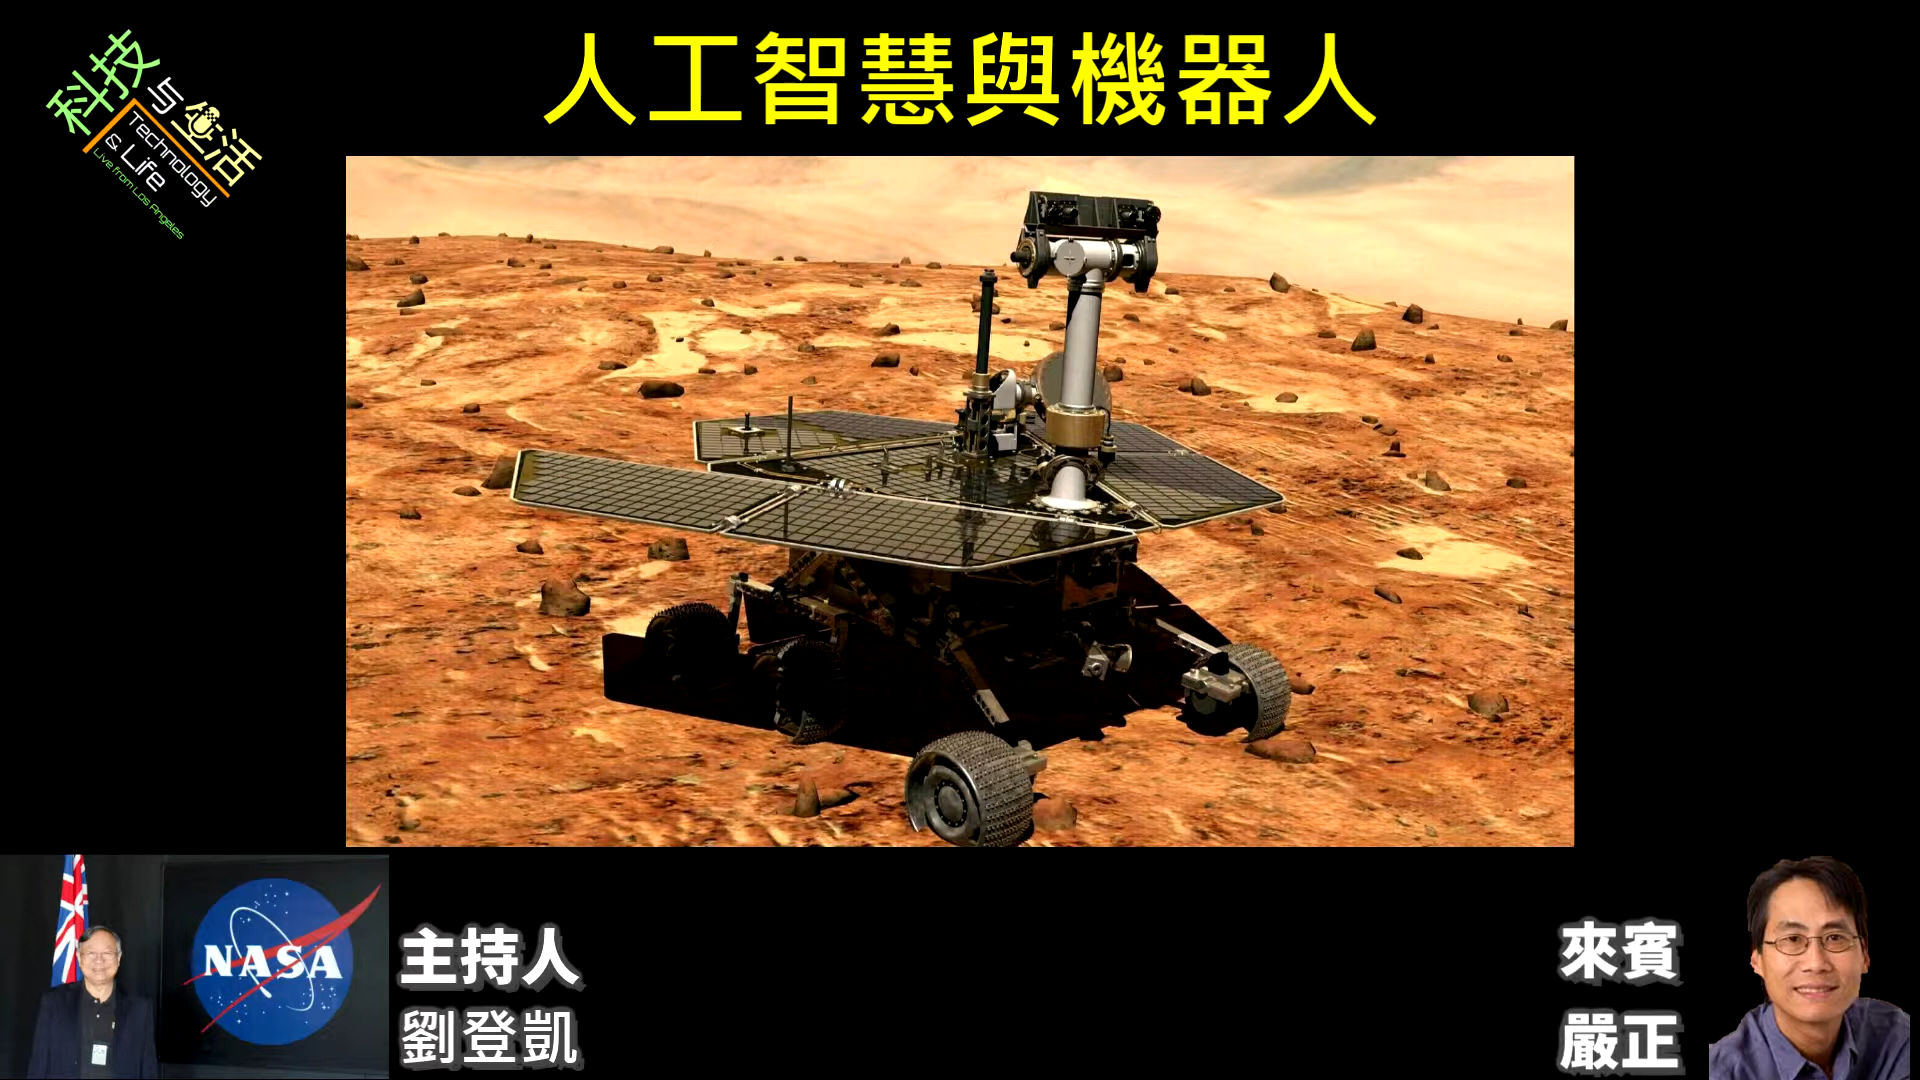 人工智慧與機器人
科技与生活
Technology
& Life
Live from Los Angeles
NASA
主持人
劉登凱
來賓
嚴正